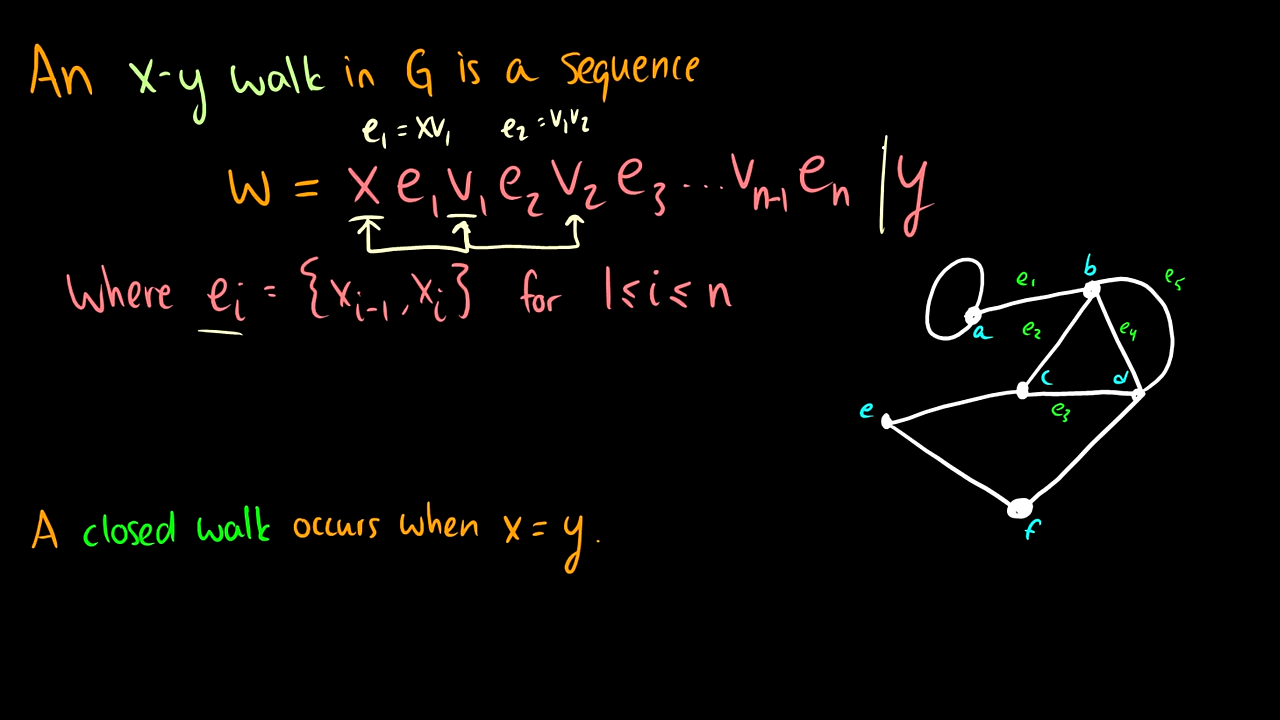 An x-y walk in G is a sequence
e₁ = xv₁ e₂ = v₁v₂
W = x e₁ v₁ e₂ v₂ e₃ ... vₙ₋₁ eₙ | y
Where eᵢ = {xᵢ₋₁, xᵢ} for 1 ≤ i ≤ n
b
e₁
e₅
a
e₂
e₄
c
d
e
e₃
f
A closed walk occurs when x = y.